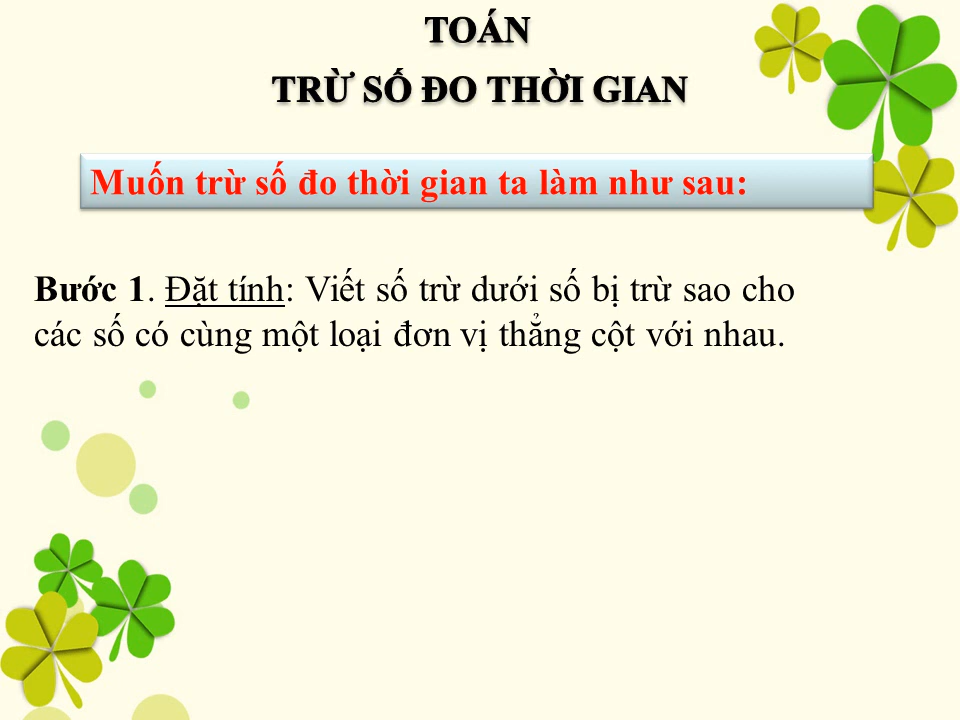 TOÁN
TRỪ SỐ ĐO THỜI GIAN
Muốn trừ số đo thời gian ta làm như sau:
Bước 1. Đặt tính: Viết số trừ dưới số bị trừ sao cho
các số có cùng một loại đơn vị thẳng cột với nhau.